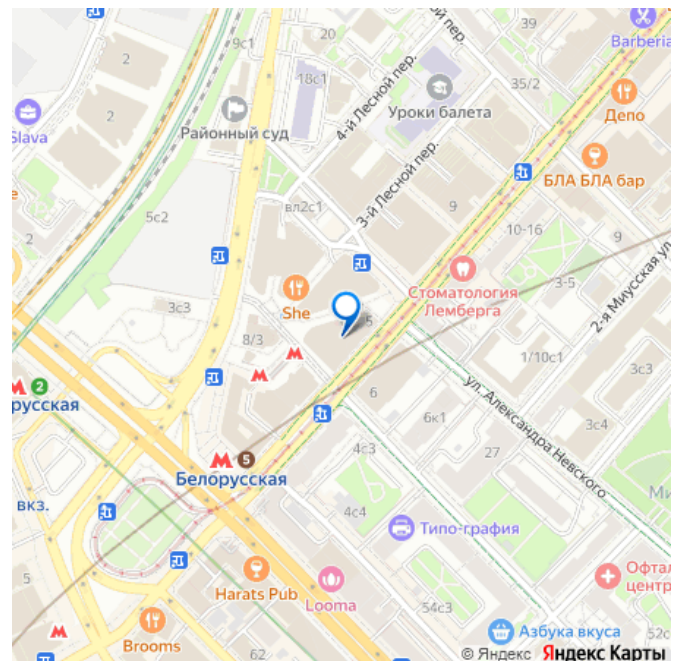 39
20
9с1
2
Barberia
18с1
35/2
4-й Лесной пер.
Уроки балета
Slava
Районный суд
Депо
3-й Лесной пер.
БЛА БЛА бар
е
5с2
вл2с1
9
2
10-16
9
2-я Миусская ул.
Стоматология
Лемберга
3-5
She
3с3
5
8/3
1/10с1
3с3
2
русская
6
ул. Александра Невского
6к1
3с4
27
5
Белорусская
4с3
Ми
вкз.
4с4
Типо-графия
5
Harats Pub
Looma
Офтал
центр
54с3
Brooms
62
Азбука вкуса
52с
© Яндекс Яндекс Карты